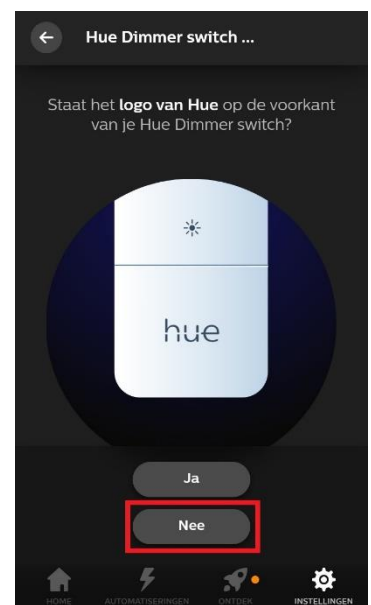 Hue Dimmer switch ...
Staat het logo van Hue op de voorkant
van je Hue Dimmer switch?
hue
Ja
Nee
HOME AUTOMATISERINGEN ONTDEK INSTELLINGEN